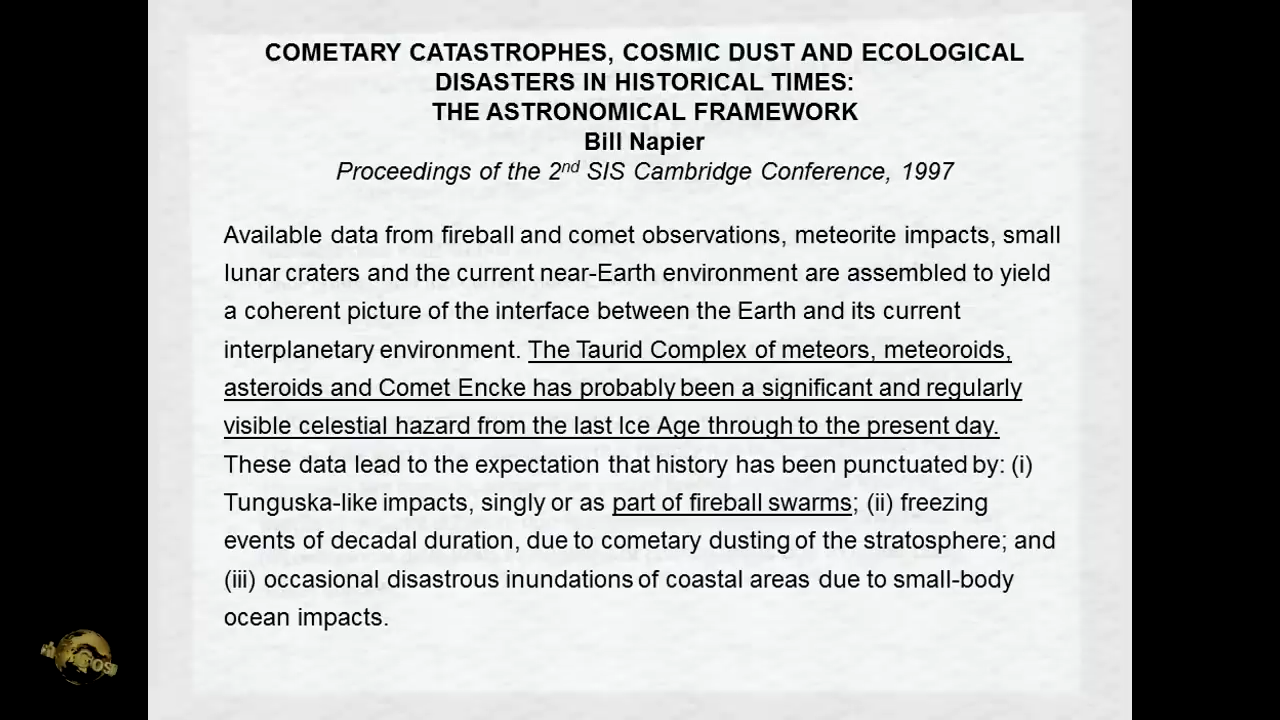 COMETARY CATASTROPHES, COSMIC DUST AND ECOLOGICAL
DISASTERS IN HISTORICAL TIMES:
THE ASTRONOMICAL FRAMEWORK
Bill Napier
Proceedings of the 2nd SIS Cambridge Conference, 1997
Available data from fireball and comet observations, meteorite impacts, small
lunar craters and the current near-Earth environment are assembled to yield
a coherent picture of the interface between the Earth and its current
interplanetary environment. The Taurid Complex of meteors, meteoroids,
asteroids and Comet Encke has probably been a significant and regularly
visible celestial hazard from the last Ice Age through to the present day.
These data lead to the expectation that history has been punctuated by: (i)
Tunguska-like impacts, singly or as part of fireball swarms; (ii) freezing
events of decadal duration, due to cometary dusting of the stratosphere; and
(iii) occasional disastrous inundations of coastal areas due to small-body
ocean impacts.